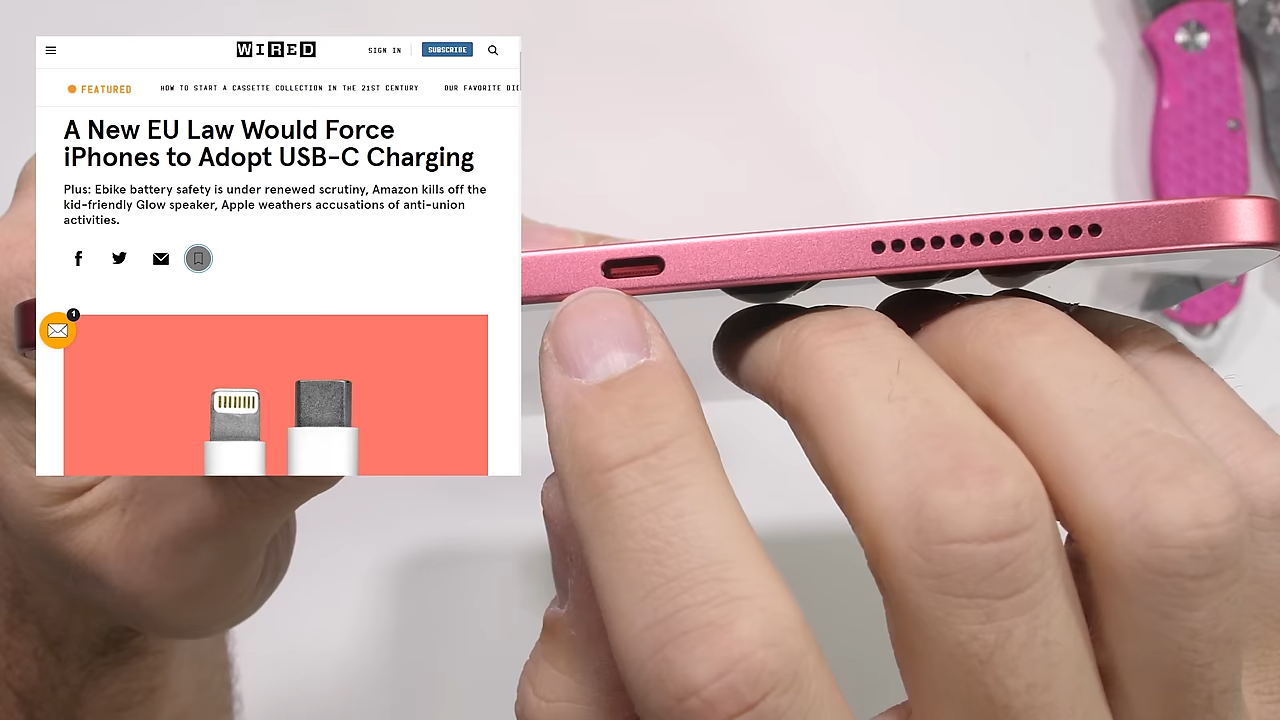 WIRED
SIGN IN
SUBSCRIBE
FEATURED
HOW TO START A CASSETTE COLLECTION IN THE 21ST CENTURY
OUR FAVORITE
A New EU Law Would Force
iPhones to Adopt USB-C Charging
Plus: Ebike battery safety is under renewed scrutiny, Amazon kills off the
kid-friendly Glow speaker, Apple weathers accusations of anti-union
activities.
1